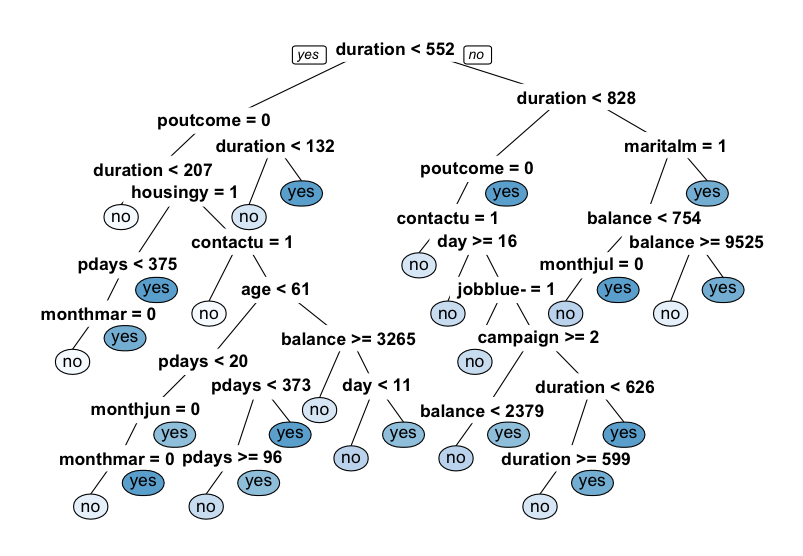 yes duration < 552 no
duration < 828
poutcome = 0
duration < 132
maritalm = 1
duration < 207
poutcome = 0
housingy = 1
yes
yes
yes
no
no
contactu = 1
balance < 754
contactu = 1
day >= 16
balance >= 9525
pdays < 375
no
monthjul = 0
yes
age < 61
jobblue- = 1
yes
yes
monthmar = 0
no
no
no
no
yes
balance >= 3265
campaign >= 2
no
pdays < 20
no
pdays < 373
day < 11
duration < 626
monthjun = 0
no
balance < 2379
yes
yes
yes
yes
yes
monthmar = 0
pdays >= 96
no
no
duration >= 599
yes
yes
yes
no
no
no